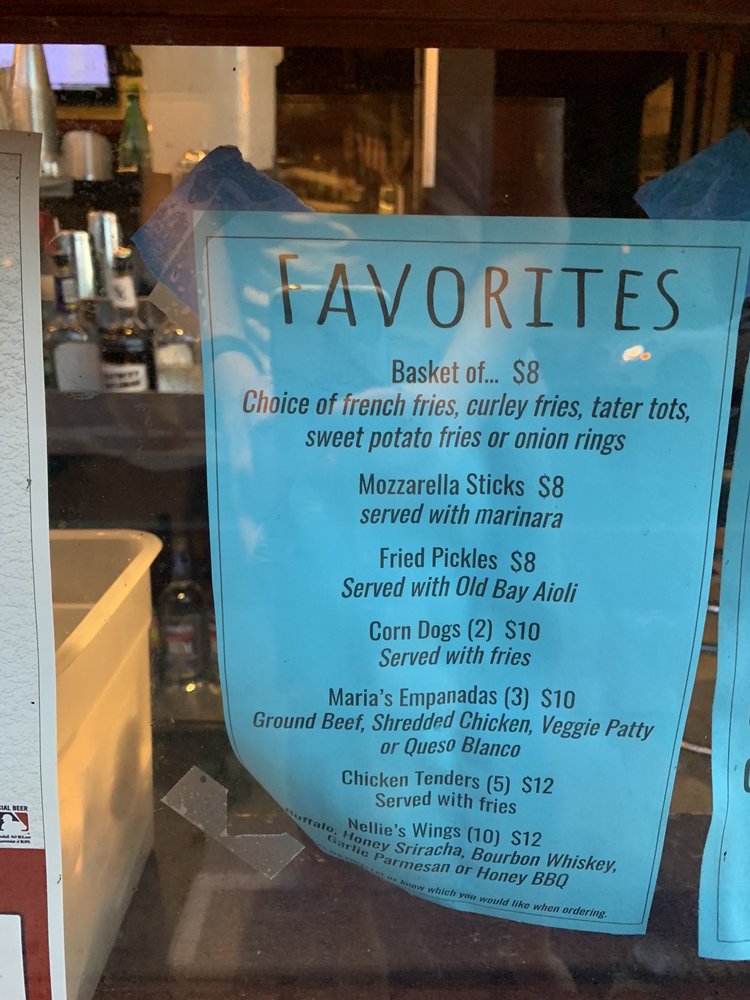 FAVORITES
Basket of... $8
Choice of french fries, curley fries, tater tots,
sweet potato fries or onion rings
Mozzarella Sticks $8
served with marinara
Fried Pickles $8
Served with Old Bay Aioli
Corn Dogs (2) $10
Served with fries
Maria's Empanadas (3) $10
Ground Beef, Shredded Chicken, Veggie Patty
or Queso Blanco
Chicken Tenders (5) $12
Served with fries
Nellie's Wings (10) $12
Buffalo, Honey Sriracha, Bourbon Whiskey,
Garlic Parmesan or Honey BBQ
let us know which you would like when ordering.
BEER